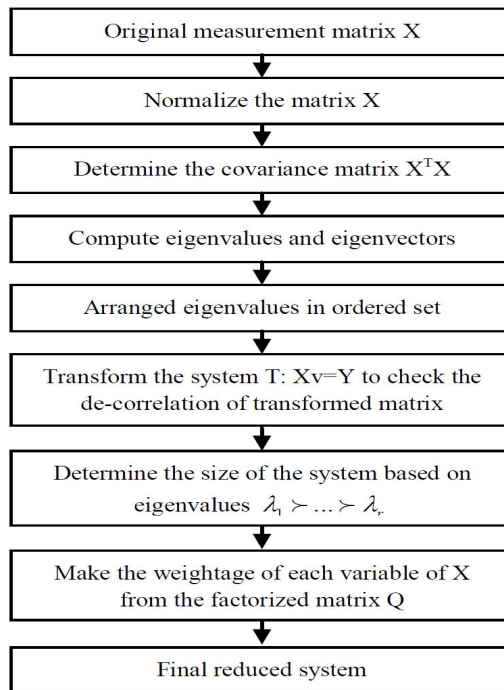 Original measurement matrix X
Normalize the matrix X
Determine the covariance matrix XᵀX
Compute eigenvalues and eigenvectors
Arranged eigenvalues in ordered set
Transform the system T: Xv=Y to check the
de-correlation of transformed matrix
Determine the size of the system based on
eigenvalues λ₁ ≻ ... ≻ λᵣ
Make the weightage of each variable of X
from the factorized matrix Q
Final reduced system